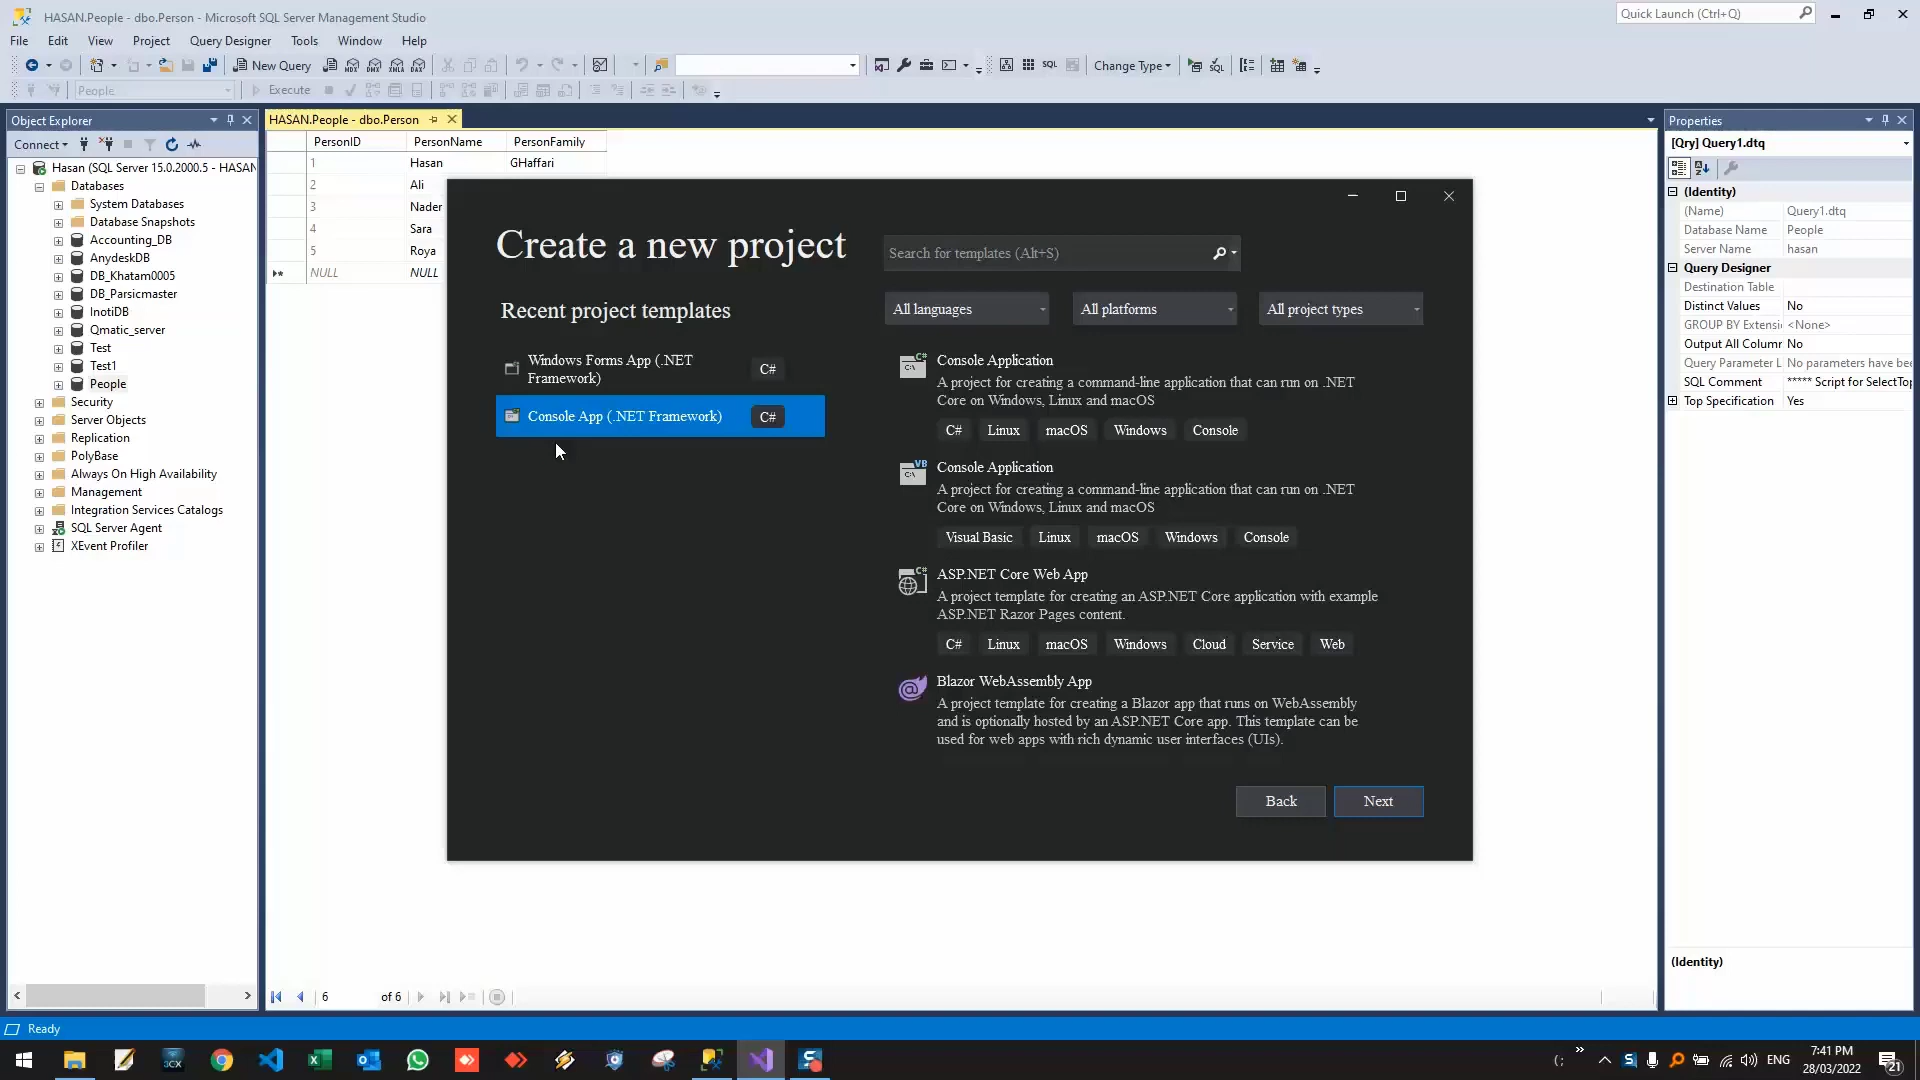 HASAN.People - dbo.Person - Microsoft SQL Server Management Studio
Quick Launch (Ctrl+Q)
File Edit View Project Query Designer Tools Window Help
New Query
MDX DMX XMLA DAX
SQL
Change Type
People
Execute
Object Explorer
Connect
Hasan (SQL Server 15.0.2000.5 - HASAN
Databases
System Databases
Database Snapshots
Accounting_DB
AnydeskDB
DB_Khatam0005
DB_Parsicmaster
InotiDB
Qmatic_server
Test
Test1
People
Security
Server Objects
Replication
PolyBase
Always On High Availability
Management
Integration Services Catalogs
SQL Server Agent
XEvent Profiler
HASAN.People - dbo.Person
PersonID PersonName PersonFamily
1 Hasan GHaffari
2 Ali
3 Nader
4 Sara
5 Roya
NULL NULL
Create a new project
Search for templates (Alt+S)
Recent project templates
All languages All platforms All project types
Windows Forms App (.NET
Framework)
C#
Console App (.NET Framework) C#
Console Application
A project for creating a command-line application that can run on .NET
Core on Windows, Linux and macOS
C# Linux macOS Windows Console
Console Application
A project for creating a command-line application that can run on .NET
Core on Windows, Linux and macOS
Visual Basic Linux macOS Windows Console
ASP.NET Core Web App
A project template for creating an ASP.NET Core application with example
ASP.NET Razor Pages content.
C# Linux macOS Windows Cloud Service Web
Blazor WebAssembly App
A project template for creating a Blazor app that runs on WebAssembly
and is optionally hosted by an ASP.NET Core app. This template can be
used for web apps with rich dynamic user interfaces (UIs).
Back Next
6 of 6
Properties
[Qry] Query1.dtq
(Identity)
(Name) Query1.dtq
Database Name People
Server Name hasan
Query Designer
Destination Table
Distinct Values No
GROUP BY Extensi <None>
Output All Column No
Query Parameter L No parameters have bee
SQL Comment ***** Script for SelectTop
Top Specification Yes
(Identity)
Ready
3CX
ENG
7:41 PM
28/03/2022
21